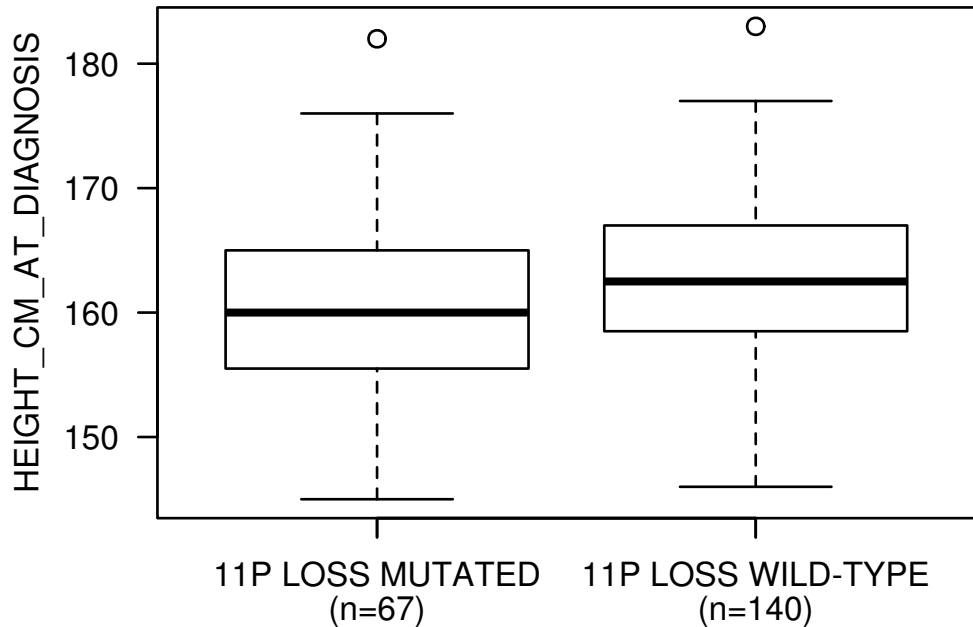 HEIGHT_CM_AT_DIAGNOSIS
180
170
160
150
11P LOSS MUTATED
(n=67)
11P LOSS WILD-TYPE
(n=140)